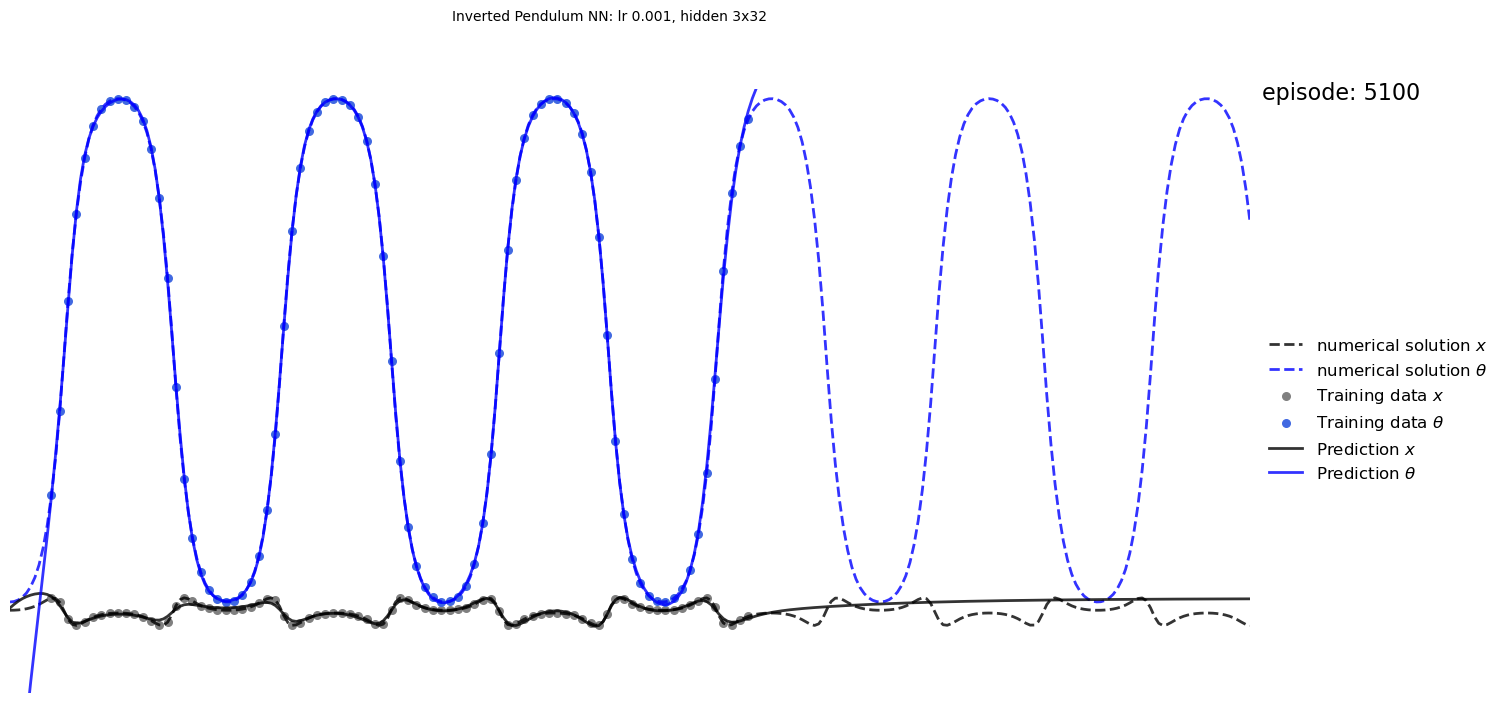 Inverted Pendulum NN: lr 0.001, hidden 3x32
episode: 5100
numerical solution x
numerical solution θ
Training data x
Training data θ
Prediction x
Prediction θ